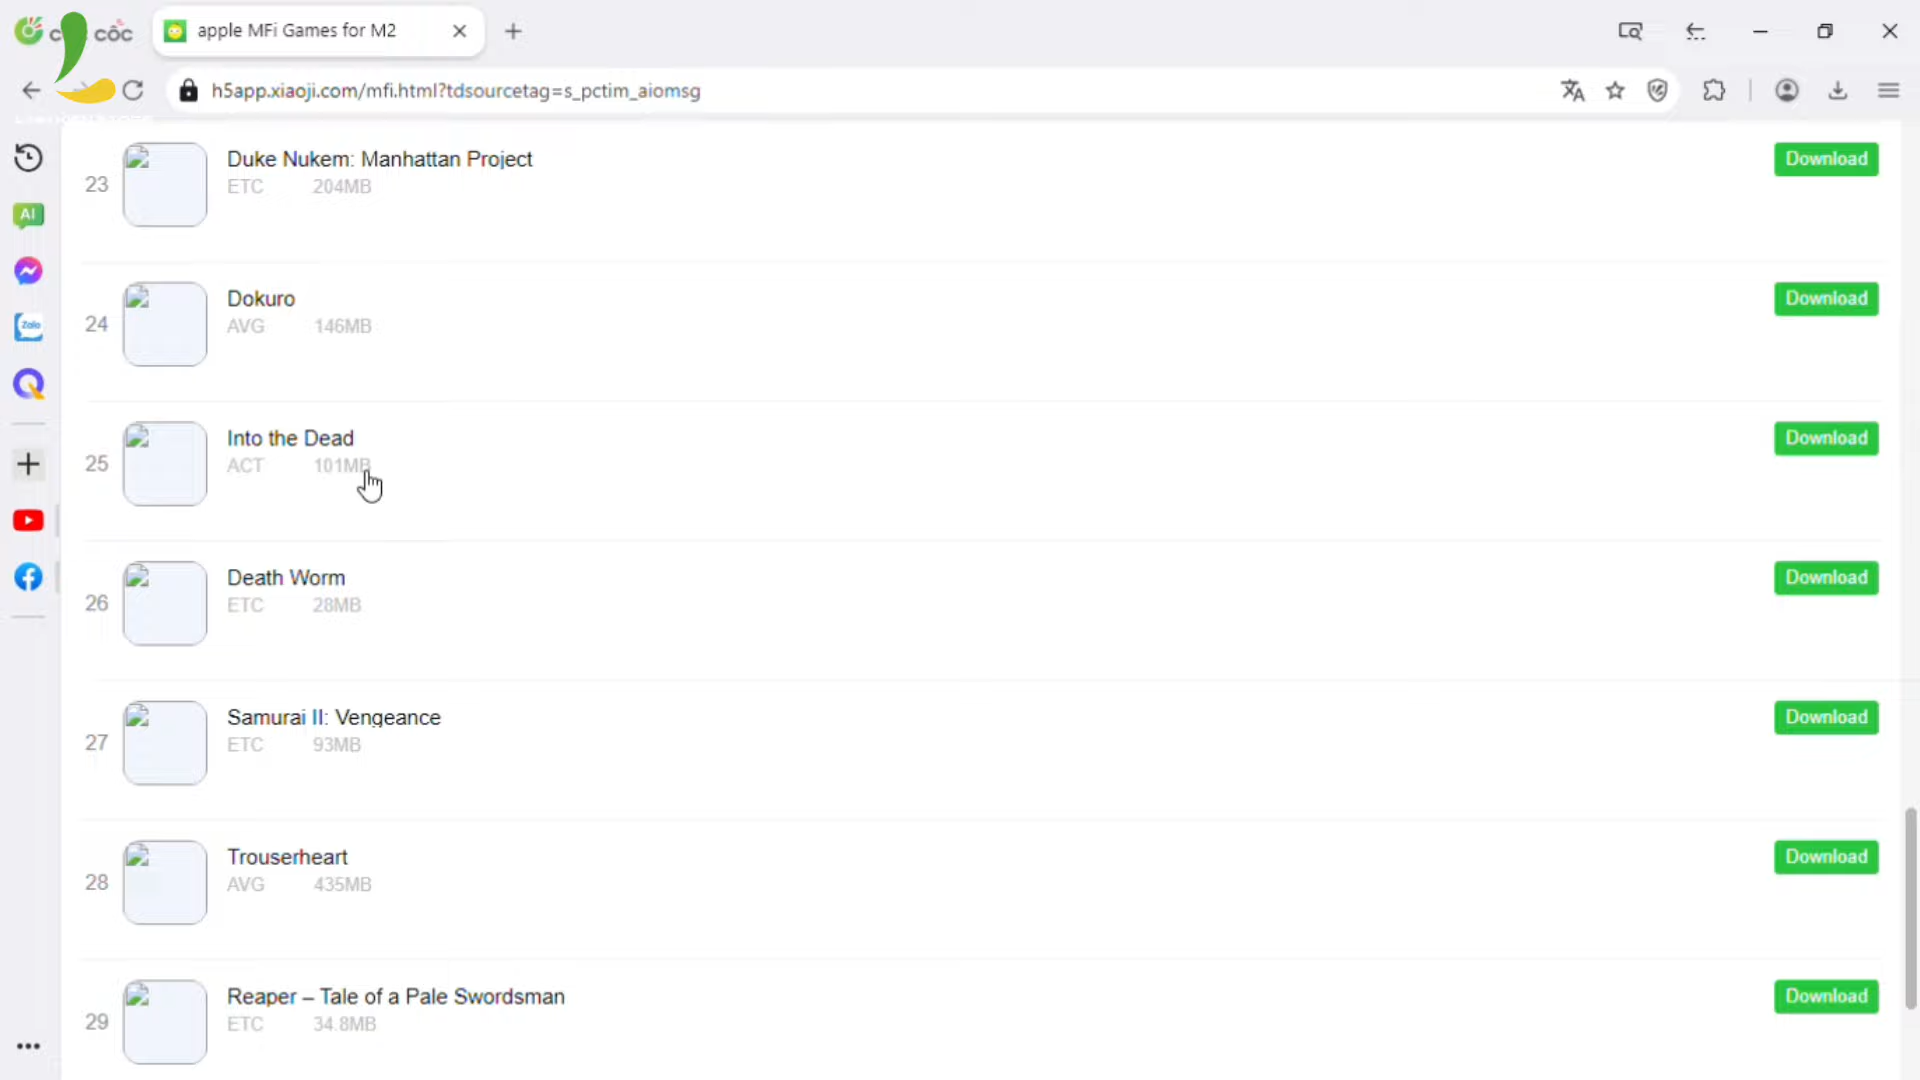 cốc
apple MFi Games for M2
h5app.xiaoji.com/mfi.html?tdsourcetag=s_pctim_aiomsg
AI
Zalo
23
Duke Nukem: Manhattan Project
ETC 204MB
Download
24
Dokuro
AVG 146MB
Download
25
Into the Dead
ACT 101MB
Download
26
Death Worm
ETC 28MB
Download
27
Samurai II: Vengeance
ETC 93MB
Download
28
Trouserheart
AVG 435MB
Download
29
Reaper – Tale of a Pale Swordsman
ETC 34.8MB
Download